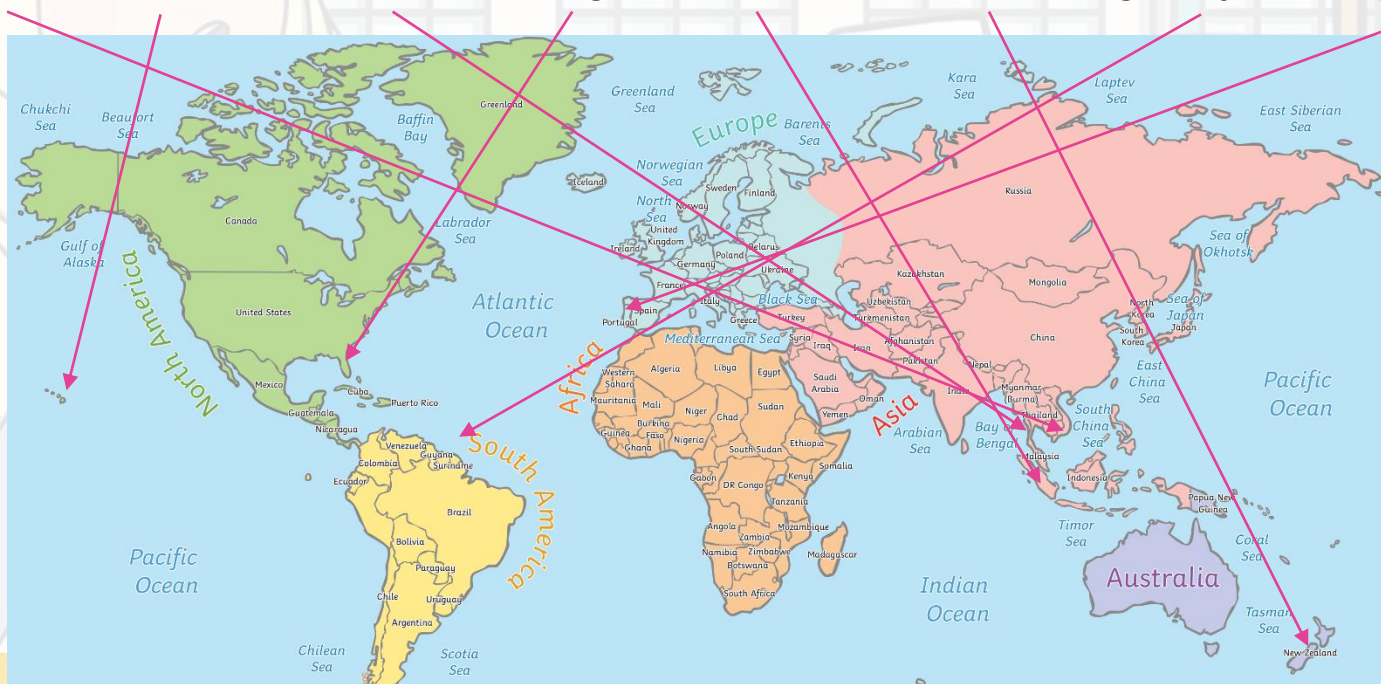 Greenland
Sea
Kara
Sea
Laptev
Sea
Chukchi
Sea
Beaufort
Sea
Baffin
Bay
Greenland
Europe
Barents
Sea
East Siberian
Sea
Norwegian
Sea
Iceland
Sweden
Finland
Norway
Russia
Canada
Labrador
Sea
North
Sea
United
Kingdom
Ireland
Belarus
Poland
Germany
Ukraine
Gulf of
Alaska
Sea of
Okhotsk
North America
Atlantic
Ocean
France
Italy
Spain
Portugal
Greece
Black Sea
Turkey
Kazakhstan
Mongolia
Uzbekistan
Turkmenistan
North
Korea
Sea of
Japan
South
Korea
Japan
United States
Mediterranean Sea
Syria
Iraq
Iran
Afghanistan
Pakistan
China
Nepal
East
China
Sea
Pacific
Ocean
Mexico
Cuba
Puerto Rico
Guatemala
Nicaragua
Africa
Western
Sahara
Algeria
Libya
Egypt
Saudi
Arabia
Oman
Yemen
Asia
India
Myanmar
(Burma)
Thailand
South
China
Sea
Mauritania
Mali
Niger
Chad
Sudan
Arabian
Sea
Bay of
Bengal
Guinea
Burkina
Faso
Ghana
Nigeria
South Sudan
Ethiopia
Somalia
Malaysia
Venezuela
Guyana
Suriname
Colombia
Ecuador
South America
Gabon
DR Congo
Kenya
Tanzania
Indonesia
Papua New
Guinea
Brazil
Bolivia
Paraguay
Chile
Uruguay
Argentina
Angola
Zambia
Mozambique
Namibia
Zimbabwe
Botswana
Madagascar
South Africa
Timor
Sea
Coral
Sea
Pacific
Ocean
Indian
Ocean
Australia
Tasman
Sea
New Zealand
Chilean
Sea
Scotia
Sea